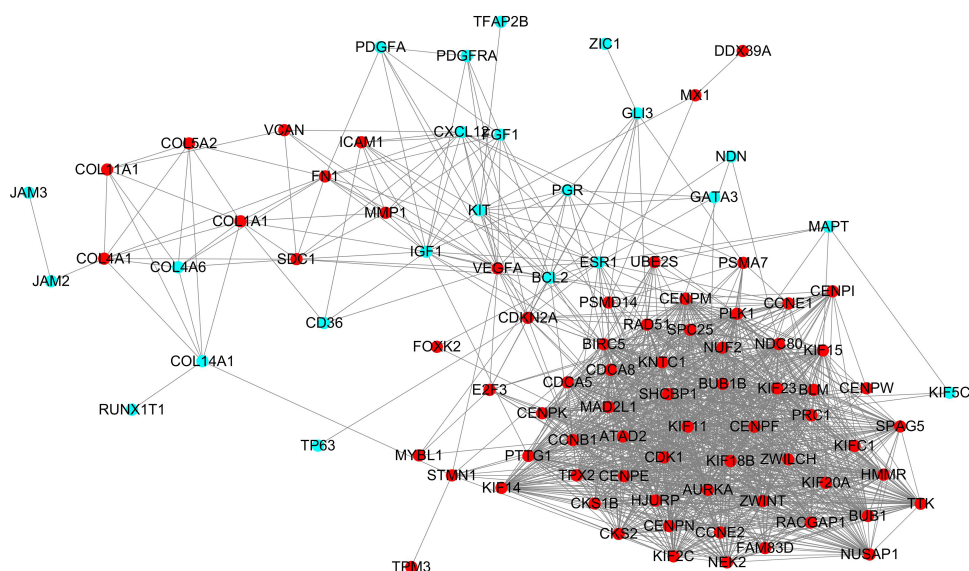 TFAP2B
PDGFA
PDGFRA
ZIC1
DDX39A
MX1
GLI3
VCAN
ICAM1
CXCL12
FGF1
COL5A2
COL11A1
FN1
NDN
JAM3
PGR
GATA3
COL1A1
MMP1
KIT
MAPT
COL4A1
COL4A6
SDC1
IGF1
VEGFA
BCL2
ESR1
UBE2S
PSMA7
JAM2
CENPI
PSMD14
CENPM
CCNE1
PLK1
CD36
CDKN2A
RAD51
SPC25
FOXK2
BIRC5
NUF2
NDC80
KIF15
COL14A1
CDCA8
KNTC1
CDCA5
BUB1B
KIF23
BLM
CENPW
KIF5C
E2F3
SHCBP1
RUNX1T1
CENPK
MAD2L1
PRC1
KIF11
CENPF
SPAG5
TP63
CCNB1
ATAD2
KIFC1
MYBL1
PTTG1
CDK1
KIF18B
ZWILCH
STMN1
TPX2
CENPE
HMMR
KIF14
AURKA
KIF20A
CKS1B
HJURP
ZWINT
TTK
CKS2
CENPN
CCNE2
RACGAP1
BUB1
KIF2C
NEK2
FAM83D
NUSAP1
TPM3